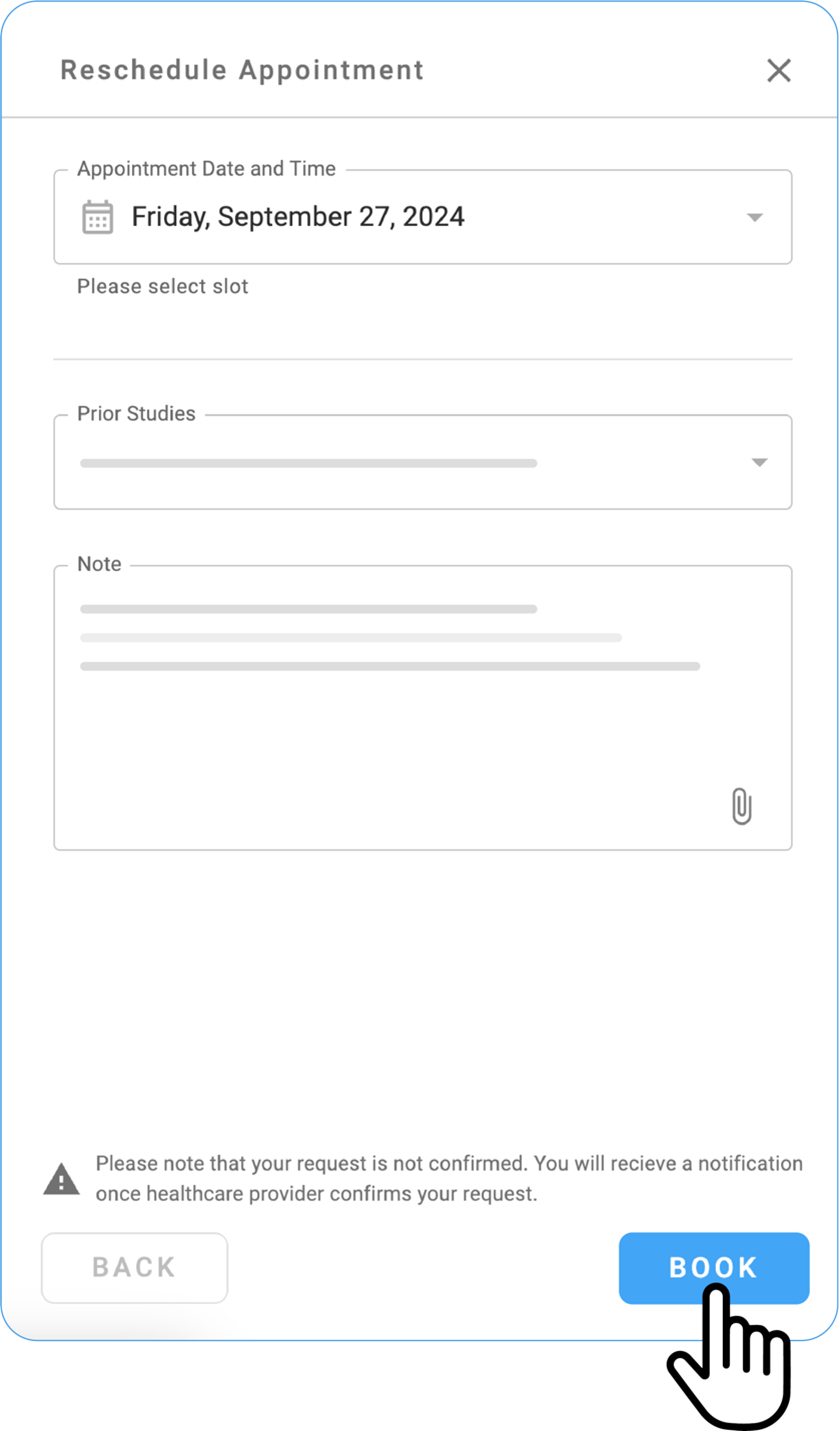 Reschedule Appointment
Appointment Date and Time
Friday, September 27, 2024
Please select slot
Prior Studies
Note
Please note that your request is not confirmed. You will recieve a notification
once healthcare provider confirms your request.
BACK
BOOK